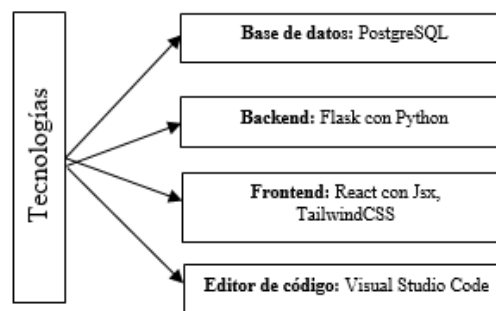 Tecnologías
Base de datos: PostgreSQL
Backend: Flask con Python
Frontend: React con Jsx,
TailwindCSS
Editor de código: Visual Studio Code